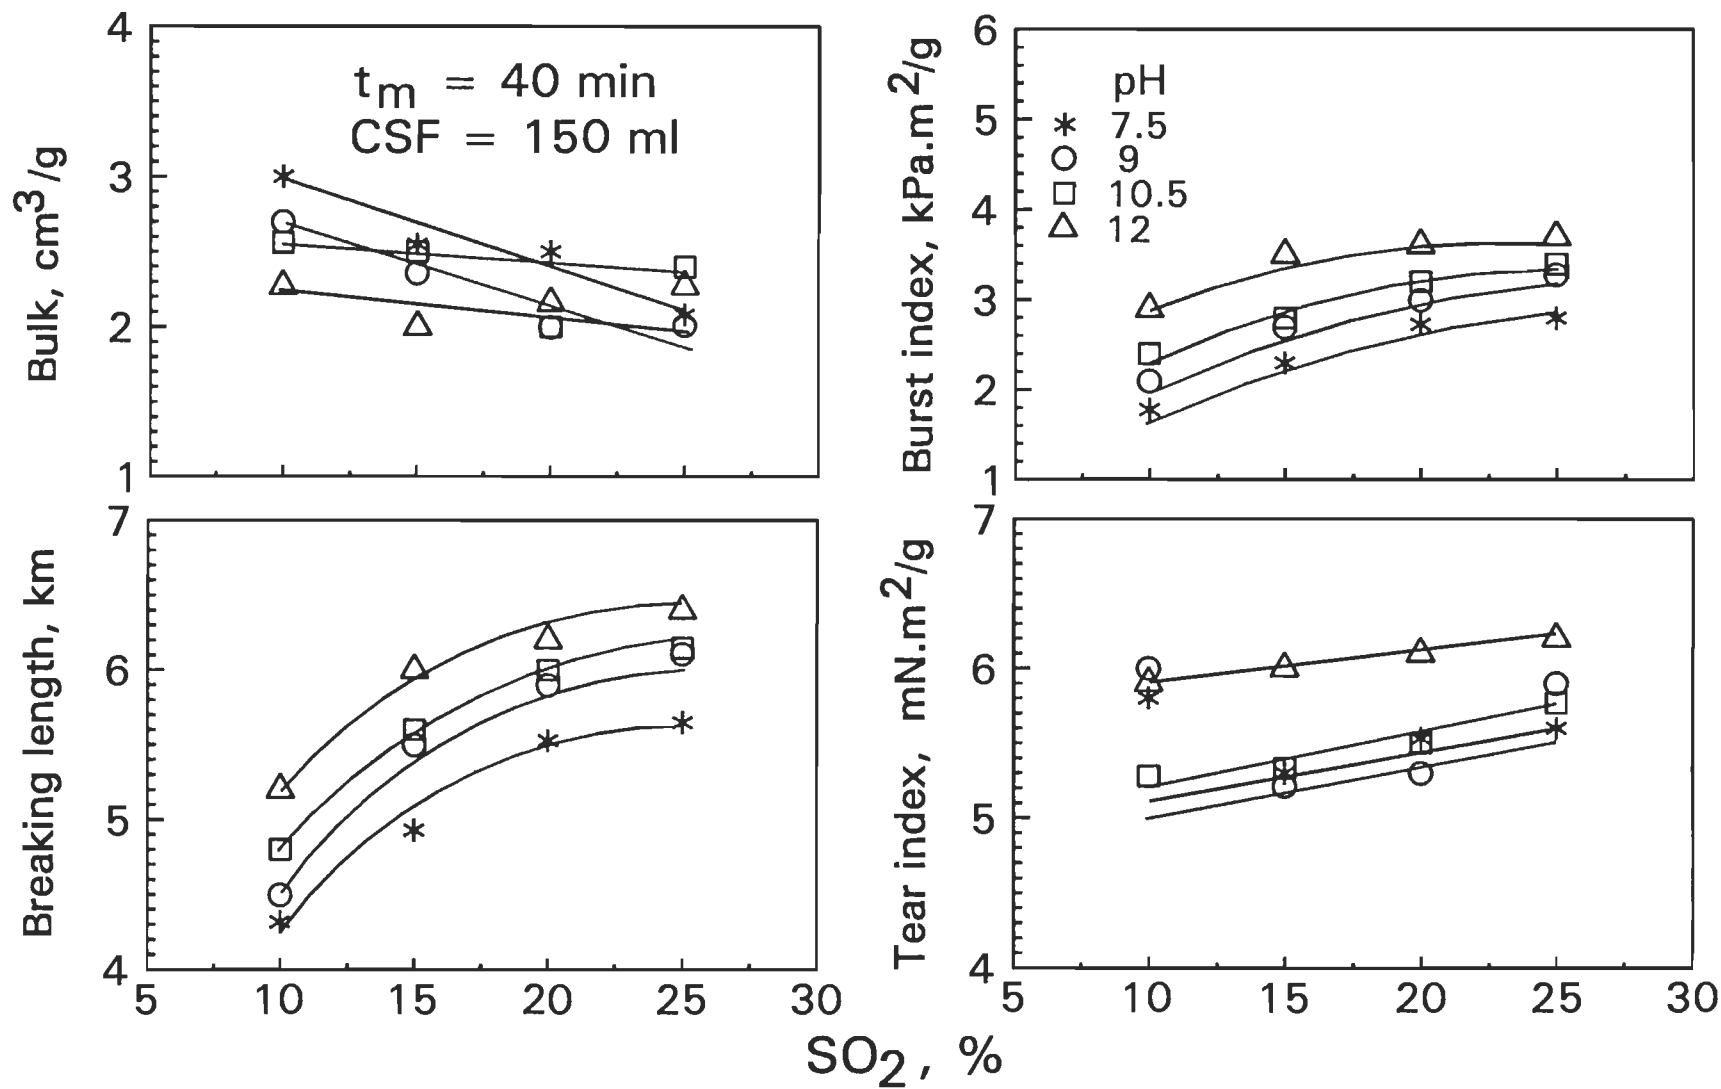 Bulk, cm³/g
4
3
2
1
tm = 40 min
CSF = 150 ml
Burst index, kPa.m²/g
6
5
4
3
2
1
pH
7.5
9
10.5
12
Breaking length, km
7
6
5
4
5 10 15 20 25 30
Tear index, mN.m²/g
7
6
5
4
5 10 15 20 25 30
SO₂, %